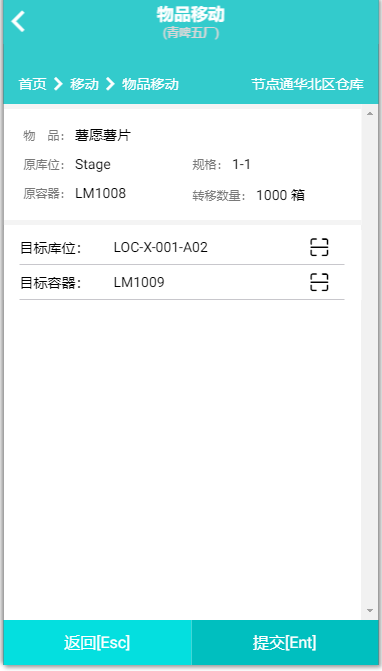 物品移动
(青啤五厂)
首页 移动 物品移动 节点通华北区仓库
物 品： 薯愿薯片
原库位： Stage 规格： 1-1
原容器： LM1008 转移数量： 1000 箱
目标库位： LOC-X-001-A02
目标容器： LM1009
返回[Esc] 提交[Ent]